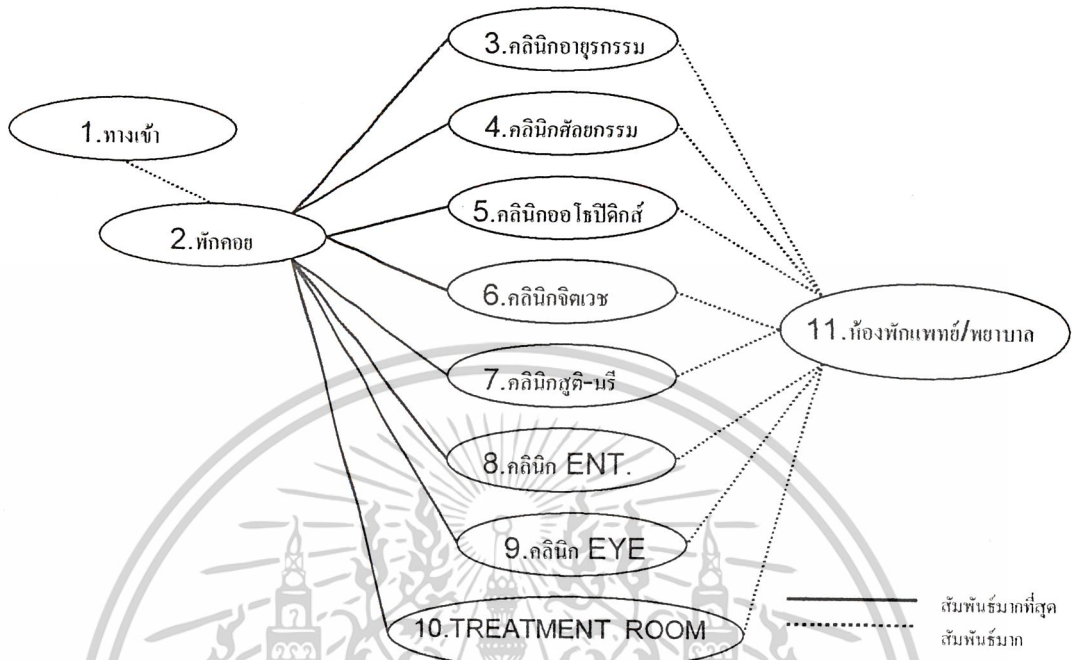 1.ทางเข้า
2.พักคอย
3.คลินิกอายุรกรรม
4.คลินิกศัลยกรรม
5.คลินิกออโธปิดิกส์
6.คลินิกจิตเวช
7.คลินิกสูติ-นรี
8.คลินิก ENT.
9.คลินิก EYE
10.TREATMENT ROOM
11.ห้องพักแพทย์/พยาบาล
สัมพันธ์มากที่สุด
สัมพันธ์มาก